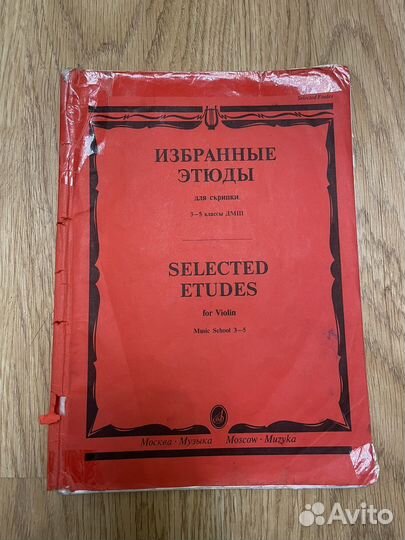 Selected Etudes
ИЗБРАННЫЕ
ЭТЮДЫ
для скрипки
3—5 классы ДМШ
SELECTED
ETUDES
for Violin
Music School 3—5
Москва · Музыка Moscow · Muzyka
Avito